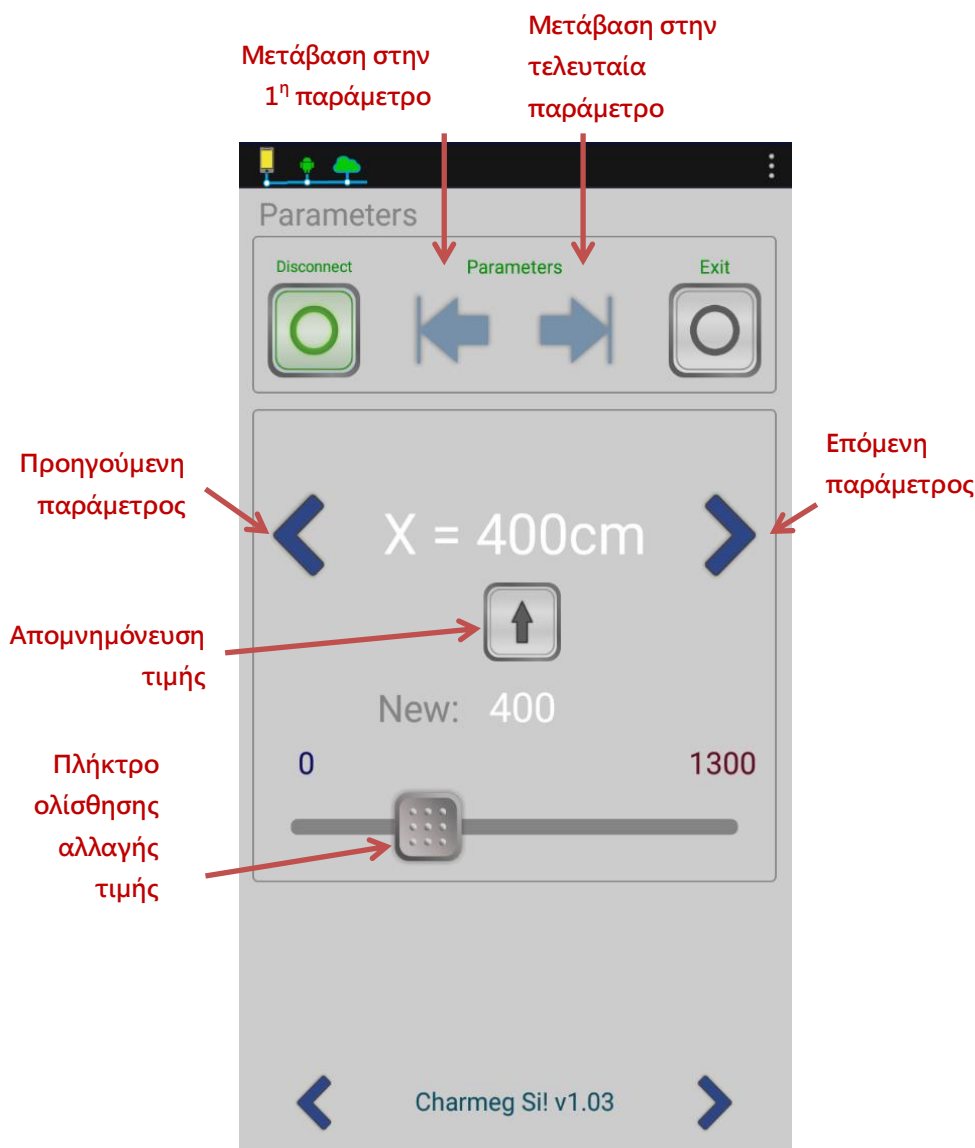 Μετάβαση στην
1η παράμετρο
Μετάβαση στην
τελευταία
παράμετρο
Parameters
Disconnect
Parameters
Exit
Προηγούμενη
παράμετρος
Επόμενη
παράμετρος
X = 400cm
Απομνημόνευση
τιμής
New: 400
Πλήκτρο
ολίσθησης
αλλαγής
τιμής
0
1300
Charmeg Si! v1.03